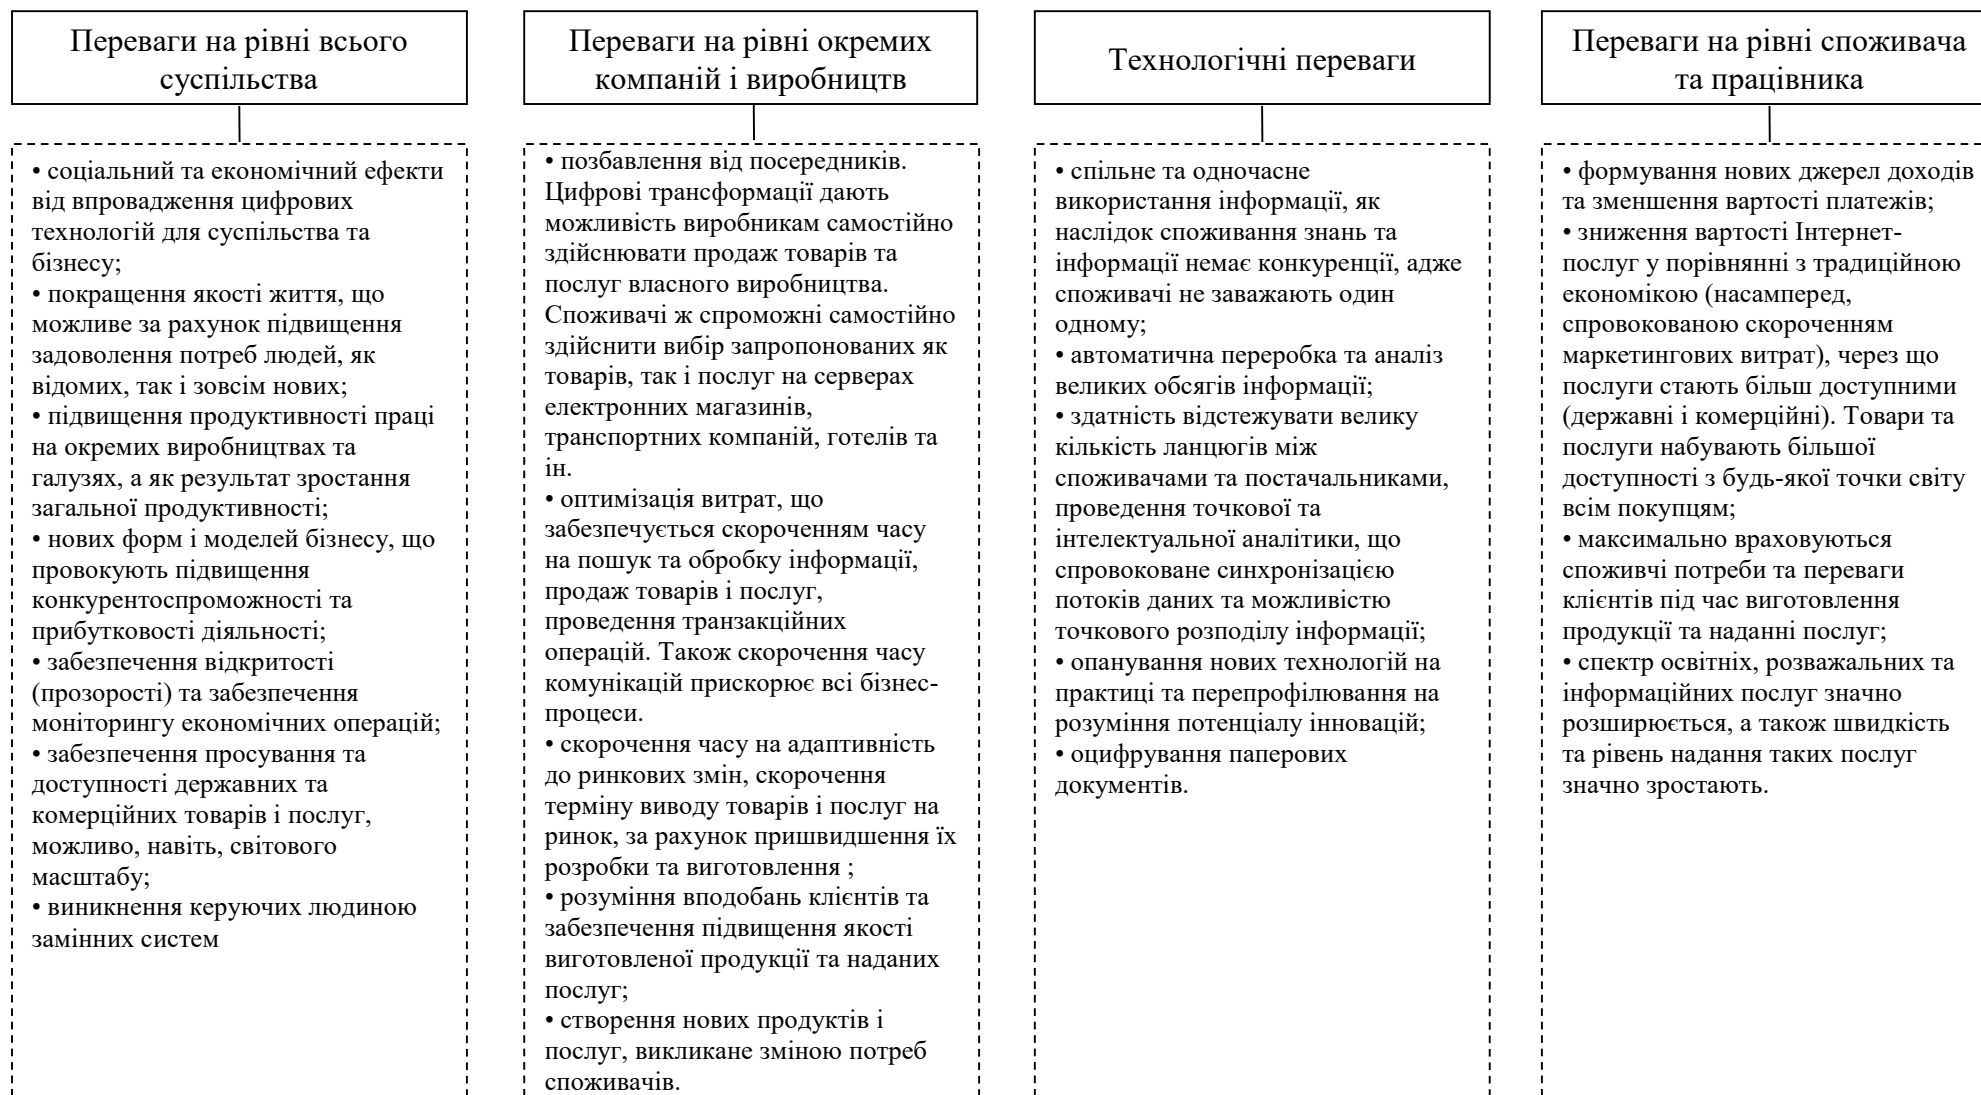 Переваги на рівні всього
суспільства
• соціальний та економічний ефекти
від впровадження цифрових
технологій для суспільства та
бізнесу;
• покращення якості життя, що
можливе за рахунок підвищення
задоволення потреб людей, як
відомих, так і зовсім нових;
• підвищення продуктивності праці
на окремих виробництвах та
галузях, а як результат зростання
загальної продуктивності;
• нових форм і моделей бізнесу, що
провокують підвищення
конкурентоспроможності та
прибутковості діяльності;
• забезпечення відкритості
(прозорості) та забезпечення
моніторингу економічних операцій;
• забезпечення просування та
доступності державних та
комерційних товарів і послуг,
можливо, навіть, світового
масштабу;
• виникнення керуючих людиною
замінних систем
Переваги на рівні окремих
компаній і виробництв
• позбавлення від посередників.
Цифрові трансформації дають
можливість виробникам самостійно
здійснювати продаж товарів та
послуг власного виробництва.
Споживачі ж спроможні самостійно
здійснити вибір запропонованих як
товарів, так і послуг на серверах
електронних магазинів,
транспортних компаній, готелів та
ін.
• оптимізація витрат, що
забезпечується скороченням часу
на пошук та обробку інформації,
продаж товарів і послуг,
проведення транзакційних
операцій. Також скорочення часу
комунікацій прискорює всі бізнес-
процеси.
• скорочення часу на адаптивність
до ринкових змін, скорочення
терміну виводу товарів і послуг на
ринок, за рахунок пришвидшення їх
розробки та виготовлення ;
• розуміння вподобань клієнтів та
забезпечення підвищення якості
виготовленої продукції та наданих
послуг;
• створення нових продуктів і
послуг, викликане зміною потреб
споживачів.
Технологічні переваги
• спільне та одночасне
використання інформації, як
наслідок споживання знань та
інформації немає конкуренції, адже
споживачі не заважають один
одному;
• автоматична переробка та аналіз
великих обсягів інформації;
• здатність відстежувати велику
кількість ланцюгів між
споживачами та постачальниками,
проведення точкової та
інтелектуальної аналітики, що
спровоковане синхронізацією
потоків даних та можливістю
точкового розподілу інформації;
• опанування нових технологій на
практиці та перепрофілювання на
розуміння потенціалу інновацій;
• оцифрування паперових
документів.
Переваги на рівні споживача
та працівника
• формування нових джерел доходів
та зменшення вартості платежів;
• зниження вартості Інтернет-
послуг у порівнянні з традиційною
економікою (насамперед,
спровокованою скороченням
маркетингових витрат), через що
послуги стають більш доступними
(державні і комерційні). Товари та
послуги набувають більшої
доступності з будь-якої точки світу
всім покупцям;
• максимально враховуються
споживчі потреби та переваги
клієнтів під час виготовлення
продукції та наданні послуг;
• спектр освітніх, розважальних та
інформаційних послуг значно
розширюється, а також швидкість
та рівень надання таких послуг
значно зростають.